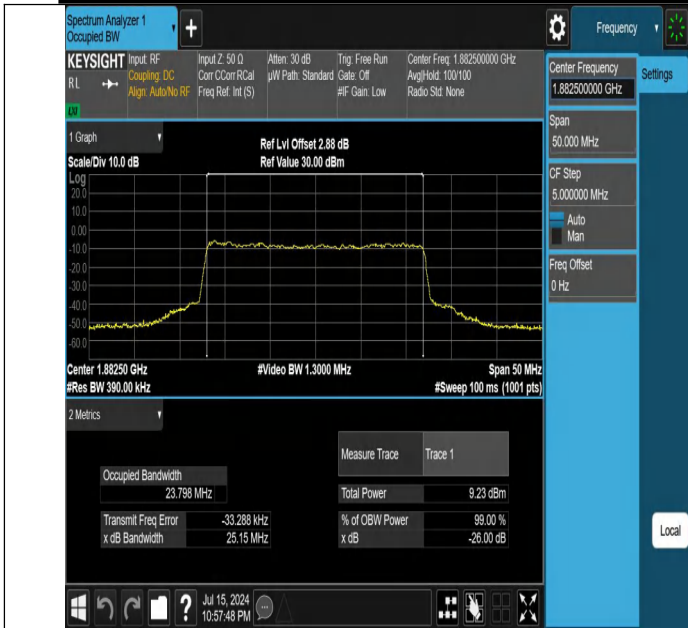 Spectrum Analyzer 1
Occupied BW
Frequency
KEYSIGHT
RL
LXI
Input: RF
Coupling: DC
Align: Auto/No RF
Input Z: 50 Ω
Corr CCorr RCal
Freq Ref: Int (S)
Atten: 30 dB
µW Path: Standard
Trig: Free Run
Gate: Off
#IF Gain: Low
Center Freq: 1.882500000 GHz
Avg|Hold: 100/100
Radio Std: None
Center Frequency
1.882500000 GHz
Settings
Span
50.000 MHz
CF Step
5.000000 MHz
Auto
Man
Freq Offset
0 Hz
Local
1 Graph
Scale/Div 10.0 dB
Ref Lvl Offset 2.88 dB
Ref Value 30.00 dBm
Log
20.0
10.0
0.00
-10.0
-20.0
-30.0
-40.0
-50.0
-60.0
Center 1.88250 GHz
#Video BW 1.3000 MHz
Span 50 MHz
#Res BW 390.00 kHz
#Sweep 100 ms (1001 pts)
2 Metrics
Measure Trace Trace 1
Occupied Bandwidth
23.798 MHz
Total Power 9.23 dBm
Transmit Freq Error -33.288 kHz
% of OBW Power 99.00 %
x dB Bandwidth 25.15 MHz
x dB -26.00 dB
?
Jul 15, 2024
10:57:48 PM